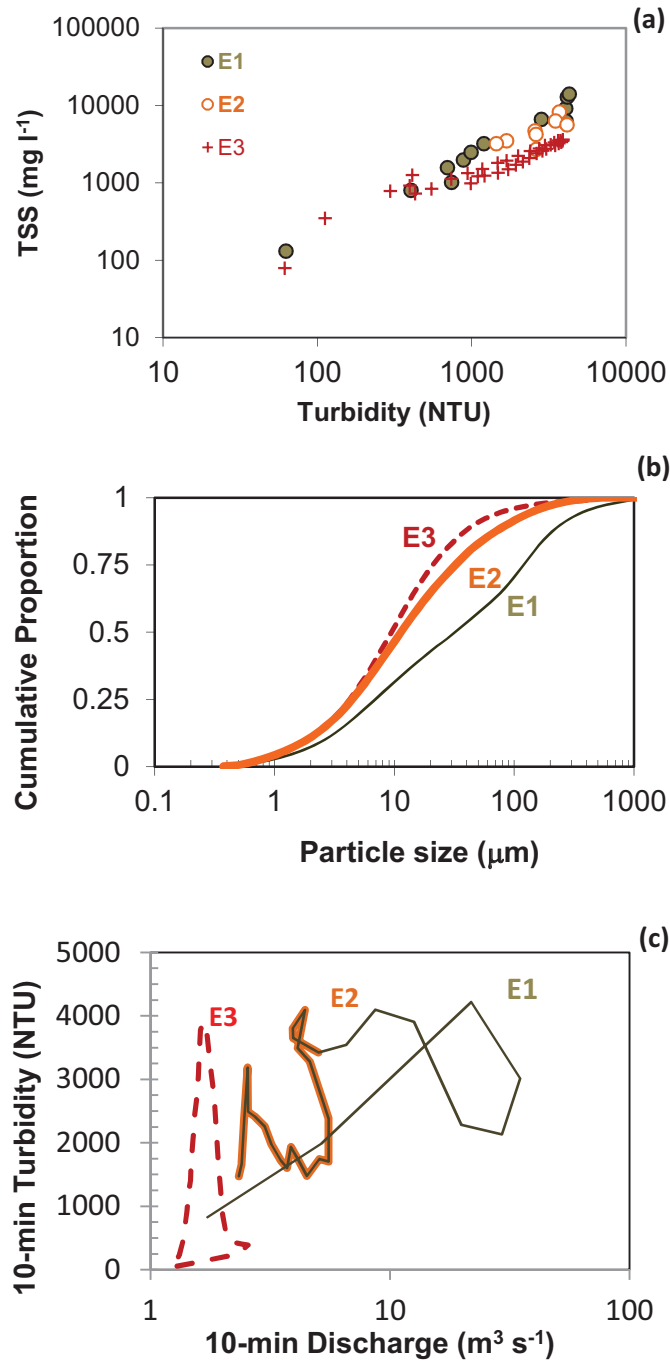 (a)
100000
10000
1000
100
10
TSS (mg l⁻¹)
E1
E2
E3
10 100 1000 10000
Turbidity (NTU)
(b)
1
0.75
0.5
0.25
0
Cumulative Proportion
E3
E2
E1
0.1 1 10 100 1000
Particle size (μm)
(c)
5000
4000
3000
2000
1000
0
10-min Turbidity (NTU)
E3
E2
E1
1 10 100
10-min Discharge (m³ s⁻¹)